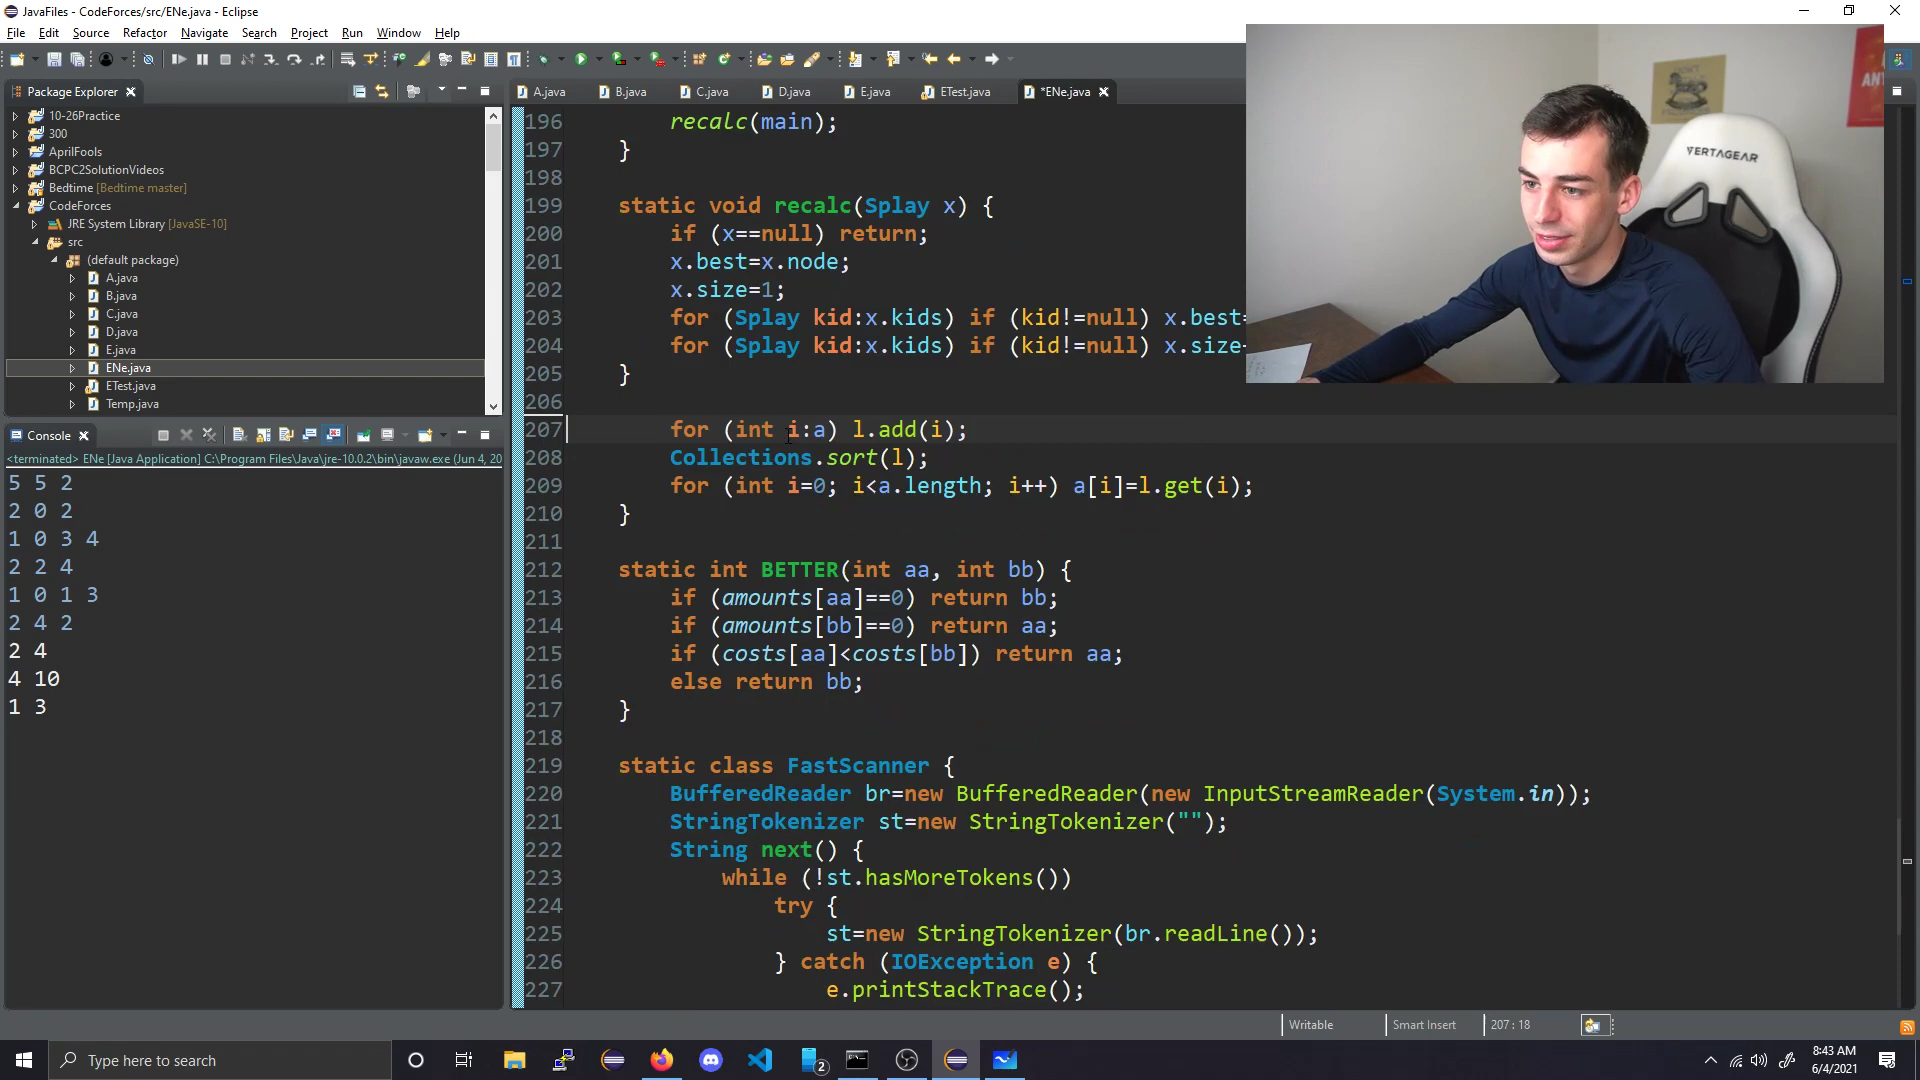 JavaFiles - CodeForces/src/ENe.java - Eclipse
File Edit Source Refactor Navigate Search Project Run Window Help
Package Explorer
10-26Practice
300
AprilFools
BCPC2SolutionVideos
Bedtime [Bedtime master]
CodeForces
JRE System Library [JavaSE-10]
src
(default package)
A.java
B.java
C.java
D.java
E.java
ENe.java
ETest.java
Temp.java
Console
<terminated> ENe [Java Application] C:\Program Files\Java\jre-10.0.2\bin\javaw.exe (Jun 4, 20
5 5 2
2 0 2
1 0 3 4
2 2 4
1 0 1 3
2 4 2
2 4
4 10
1 3
A.java B.java C.java D.java E.java ETest.java *ENe.java
196 recalc(main);
197 }
198
199 static void recalc(Splay x) {
200 if (x==null) return;
201 x.best=x.node;
202 x.size=1;
203 for (Splay kid:x.kids) if (kid!=null) x.best=
204 for (Splay kid:x.kids) if (kid!=null) x.size=
205 }
206
207 for (int i:a) l.add(i);
208 Collections.sort(l);
209 for (int i=0; i<a.length; i++) a[i]=l.get(i);
210 }
211
212 static int BETTER(int aa, int bb) {
213 if (amounts[aa]==0) return bb;
214 if (amounts[bb]==0) return aa;
215 if (costs[aa]<costs[bb]) return aa;
216 else return bb;
217 }
218
219 static class FastScanner {
220 BufferedReader br=new BufferedReader(new InputStreamReader(System.in));
221 StringTokenizer st=new StringTokenizer("");
222 String next() {
223 while (!st.hasMoreTokens())
224 try {
225 st=new StringTokenizer(br.readLine());
226 } catch (IOException e) {
227 e.printStackTrace();
VERTAGEAR
Writable Smart Insert 207 : 18
Type here to search
2
8:43 AM
6/4/2021